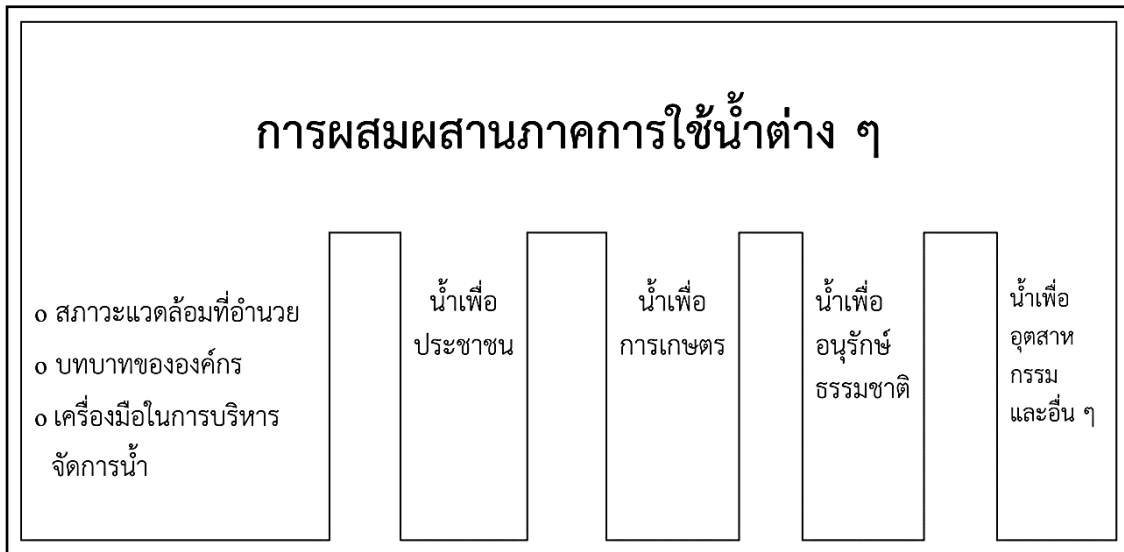 การผสมผสานภาคการใช้น้ำต่าง ๆ
o สภาวะแวดล้อมที่อำนวย
o บทบาทขององค์กร
o เครื่องมือในการบริหาร
จัดการน้ำ
น้ำเพื่อ
ประชาชน
น้ำเพื่อ
การเกษตร
น้ำเพื่อ
อนุรักษ์
ธรรมชาติ
น้ำเพื่อ
อุตสาห
กรรม
และอื่น ๆ